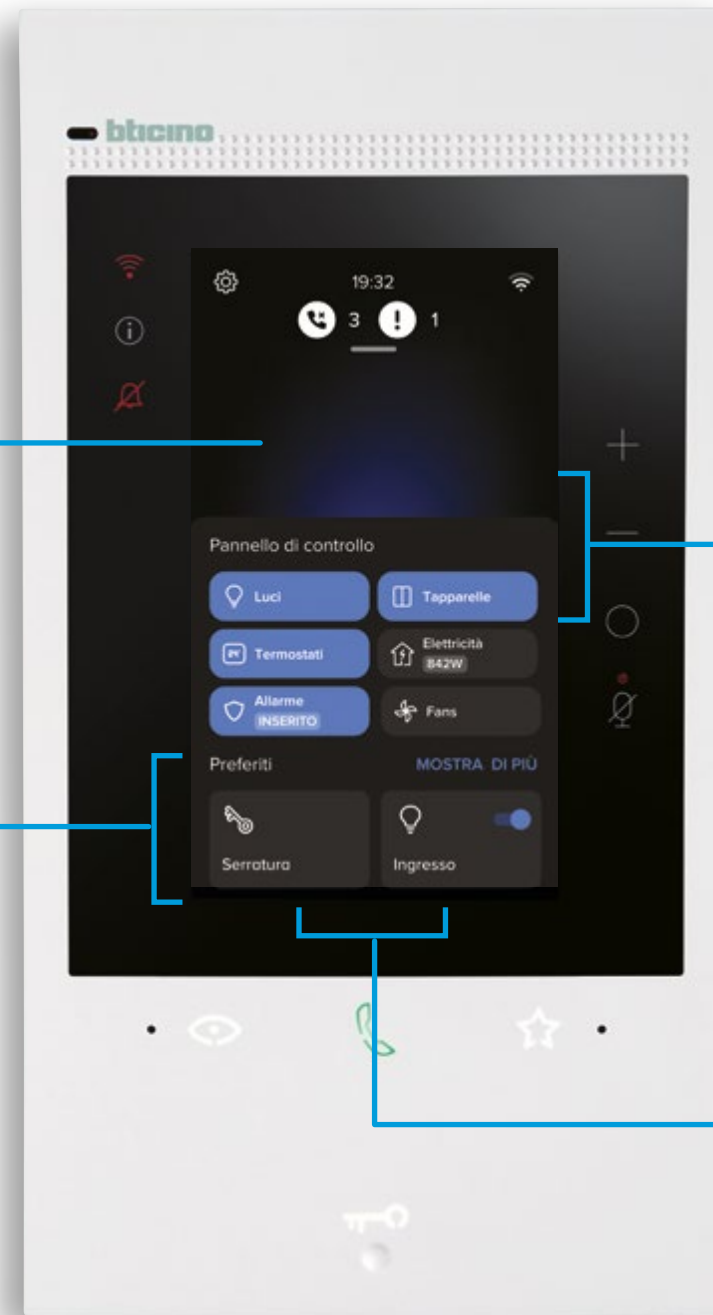 bticino
19:32
3 1
Pannello di controllo
Luci
Tapparelle
Termostati
Elettricità
842W
Allarme
INSERITO
Fans
Preferiti
MOSTRA DI PIÙ
Serratura
Ingresso